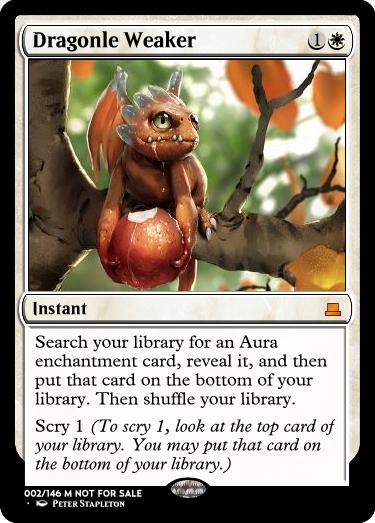 Dragonle Weaker 1
Instant
Search your library for an Aura
enchantment card, reveal it, and then
put that card on the bottom of your
library. Then shuffle your library.
Scry 1 (To scry 1, look at the top card of
your library. You may put that card on
the bottom of your library.)
002/146 M NOT FOR SALE
· Peter Stapleton